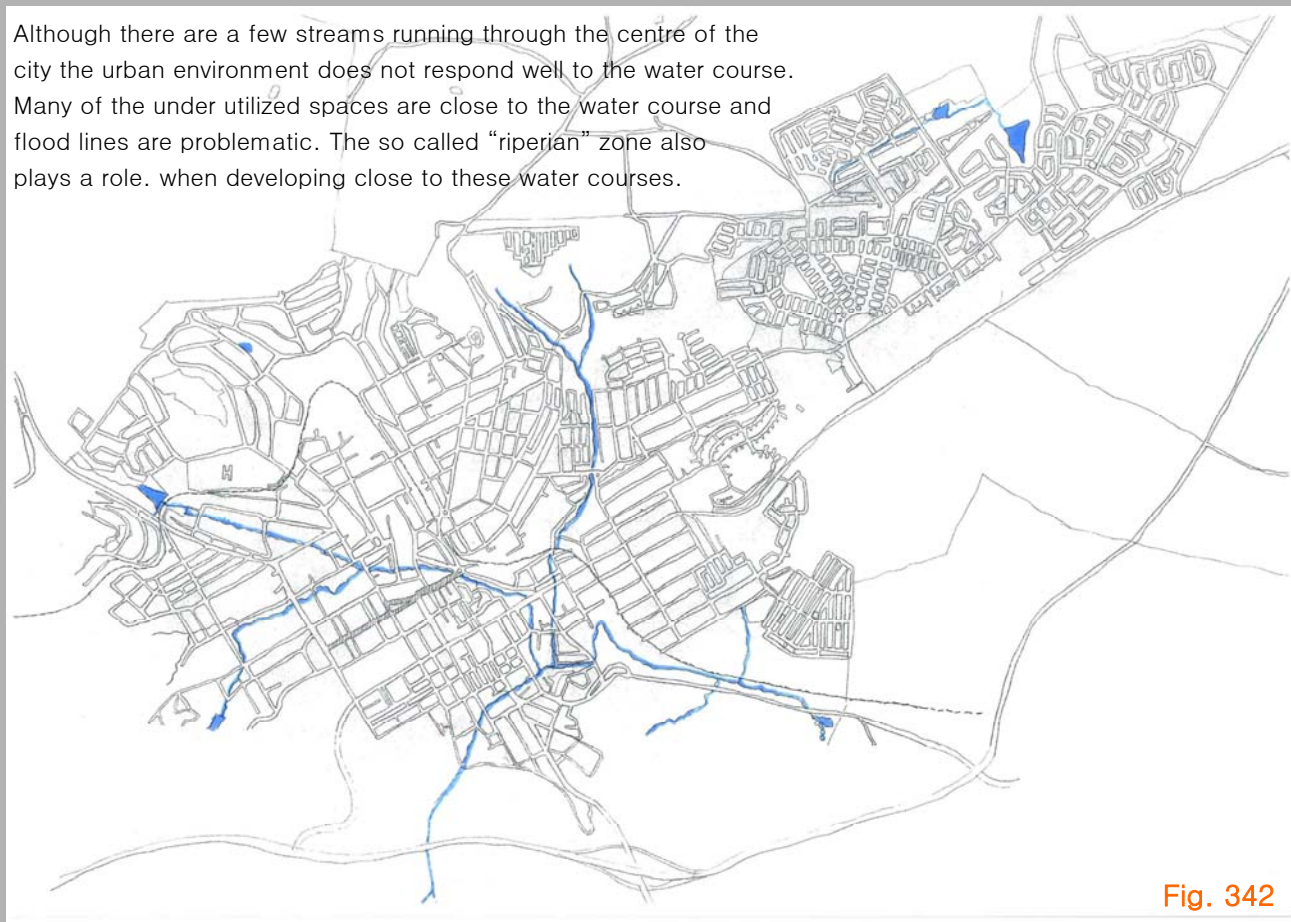 Although there are a few streams running through the centre of the
city the urban environment does not respond well to the water course.
Many of the under utilized spaces are close to the water course and
flood lines are problematic. The so called “riperian” zone also
plays a role. when developing close to these water courses.
H
Fig. 342